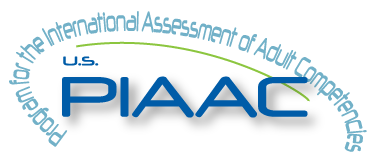 Program for the International Assessment of Adult Competencies
U.S.
PIAAC